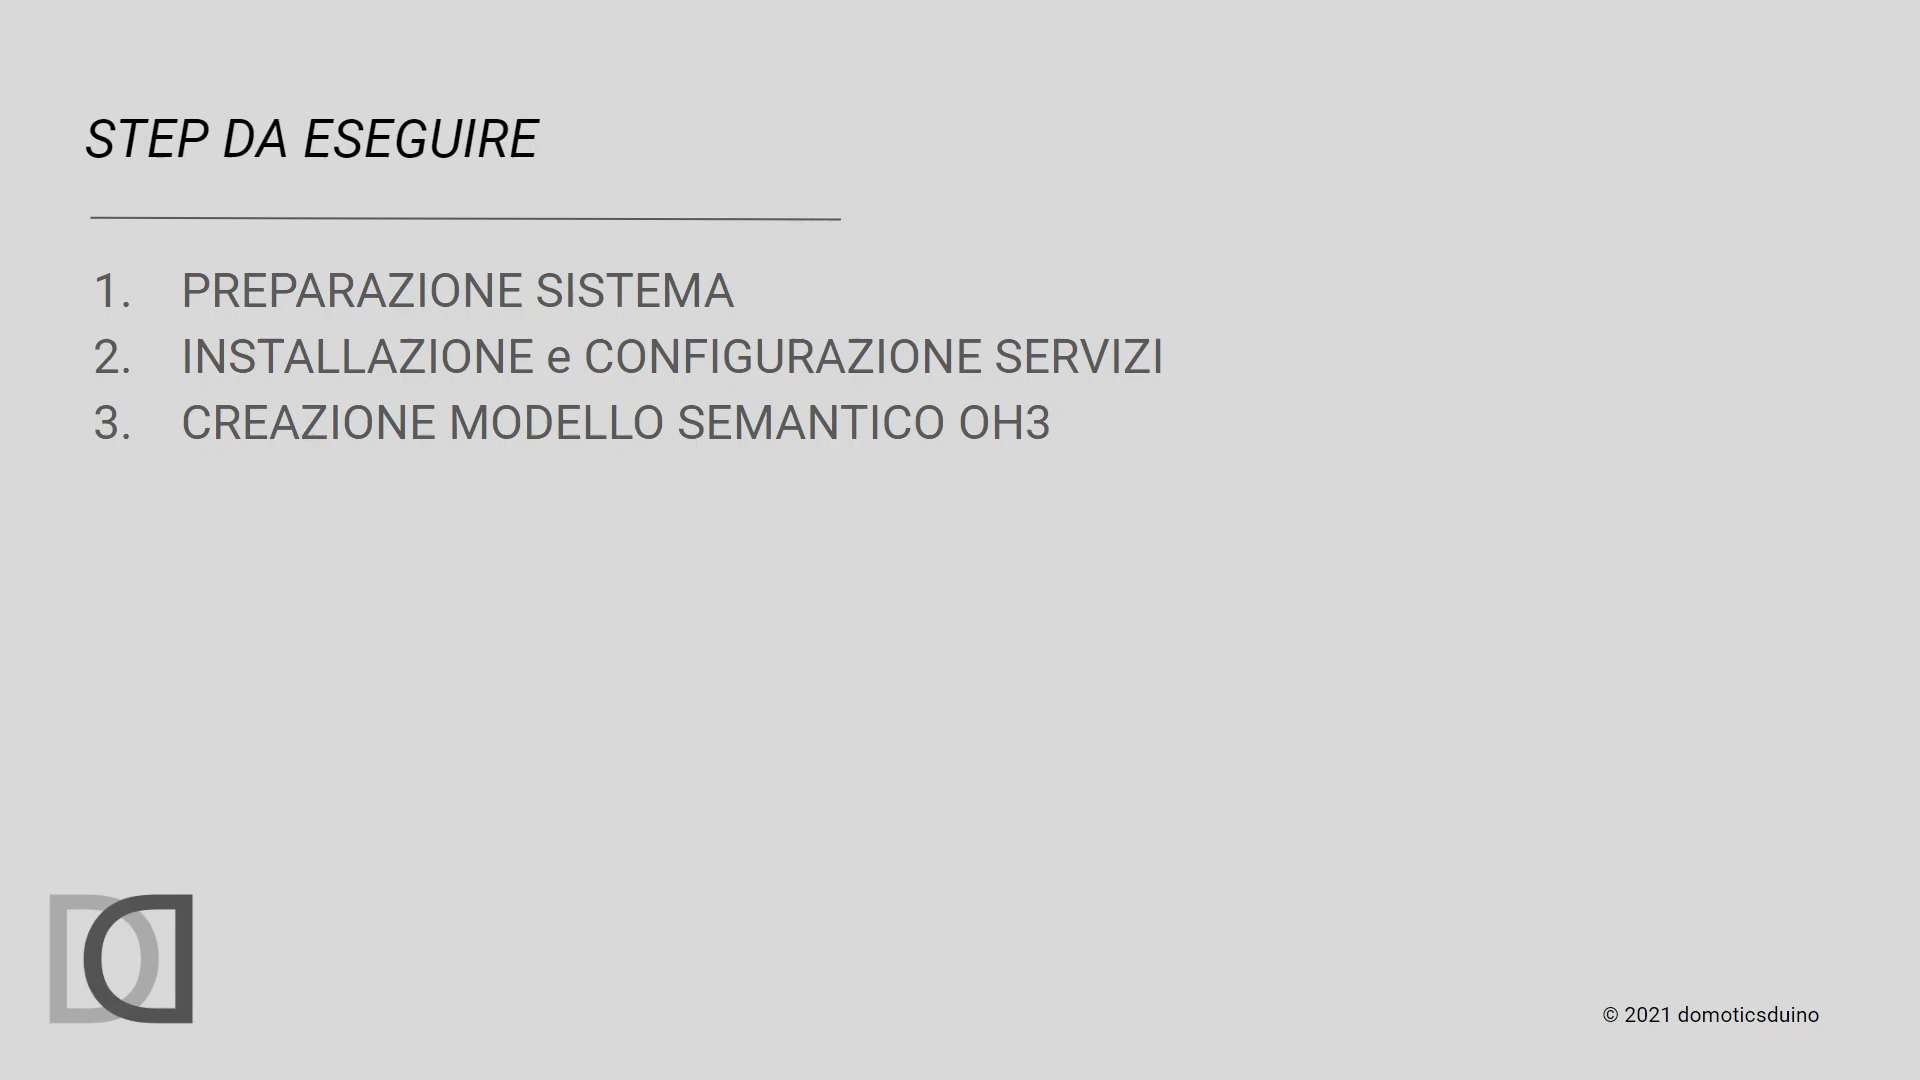 STEP DA ESEGUIRE
1. PREPARAZIONE SISTEMA
2. INSTALLAZIONE e CONFIGURAZIONE SERVIZI
3. CREAZIONE MODELLO SEMANTICO OH3
© 2021 domoticsduino